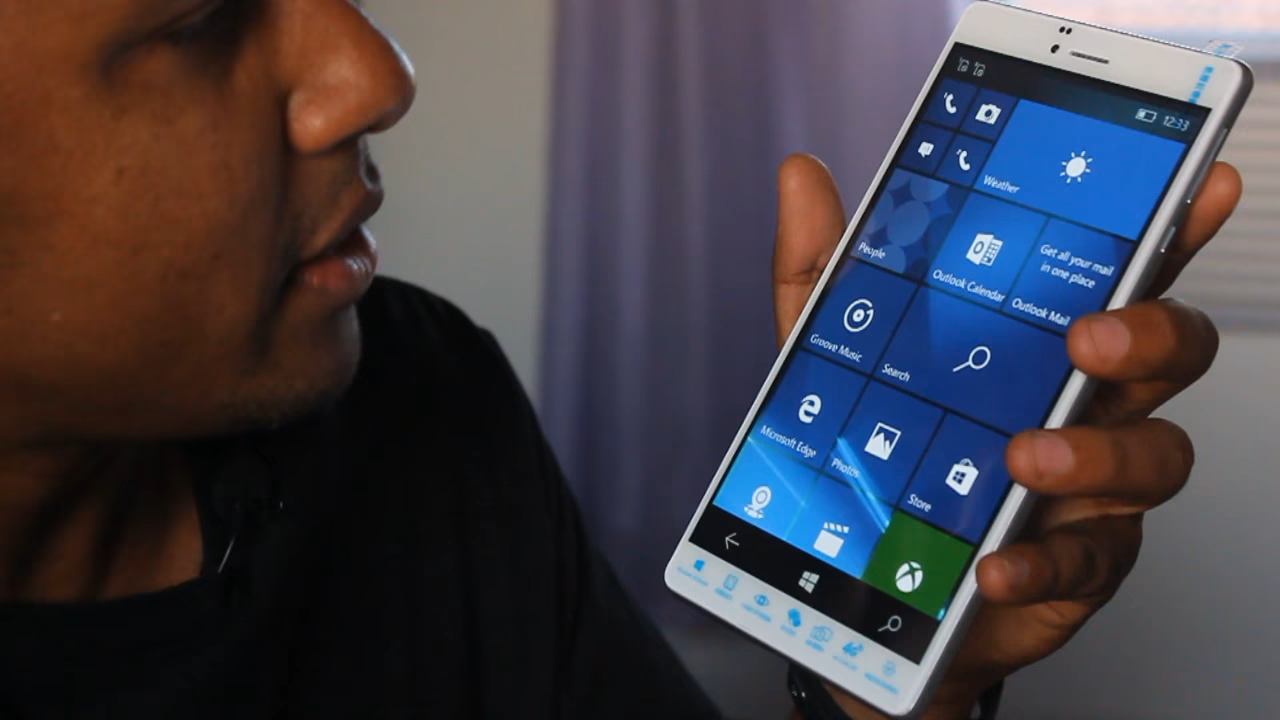 12:33
Weather
People
Outlook Calendar
Get all your mail
in one place
Outlook Mail
Groove Music
Search
Microsoft Edge
Photos
Store
4G